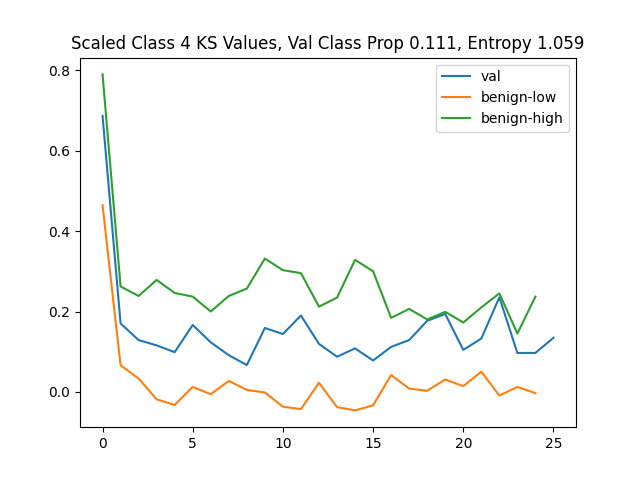 Scaled Class 4 KS Values, Val Class Prop 0.111, Entropy 1.059
val
benign-low
benign-high
0.8
0.6
0.4
0.2
0.0
0
5
10
15
20
25